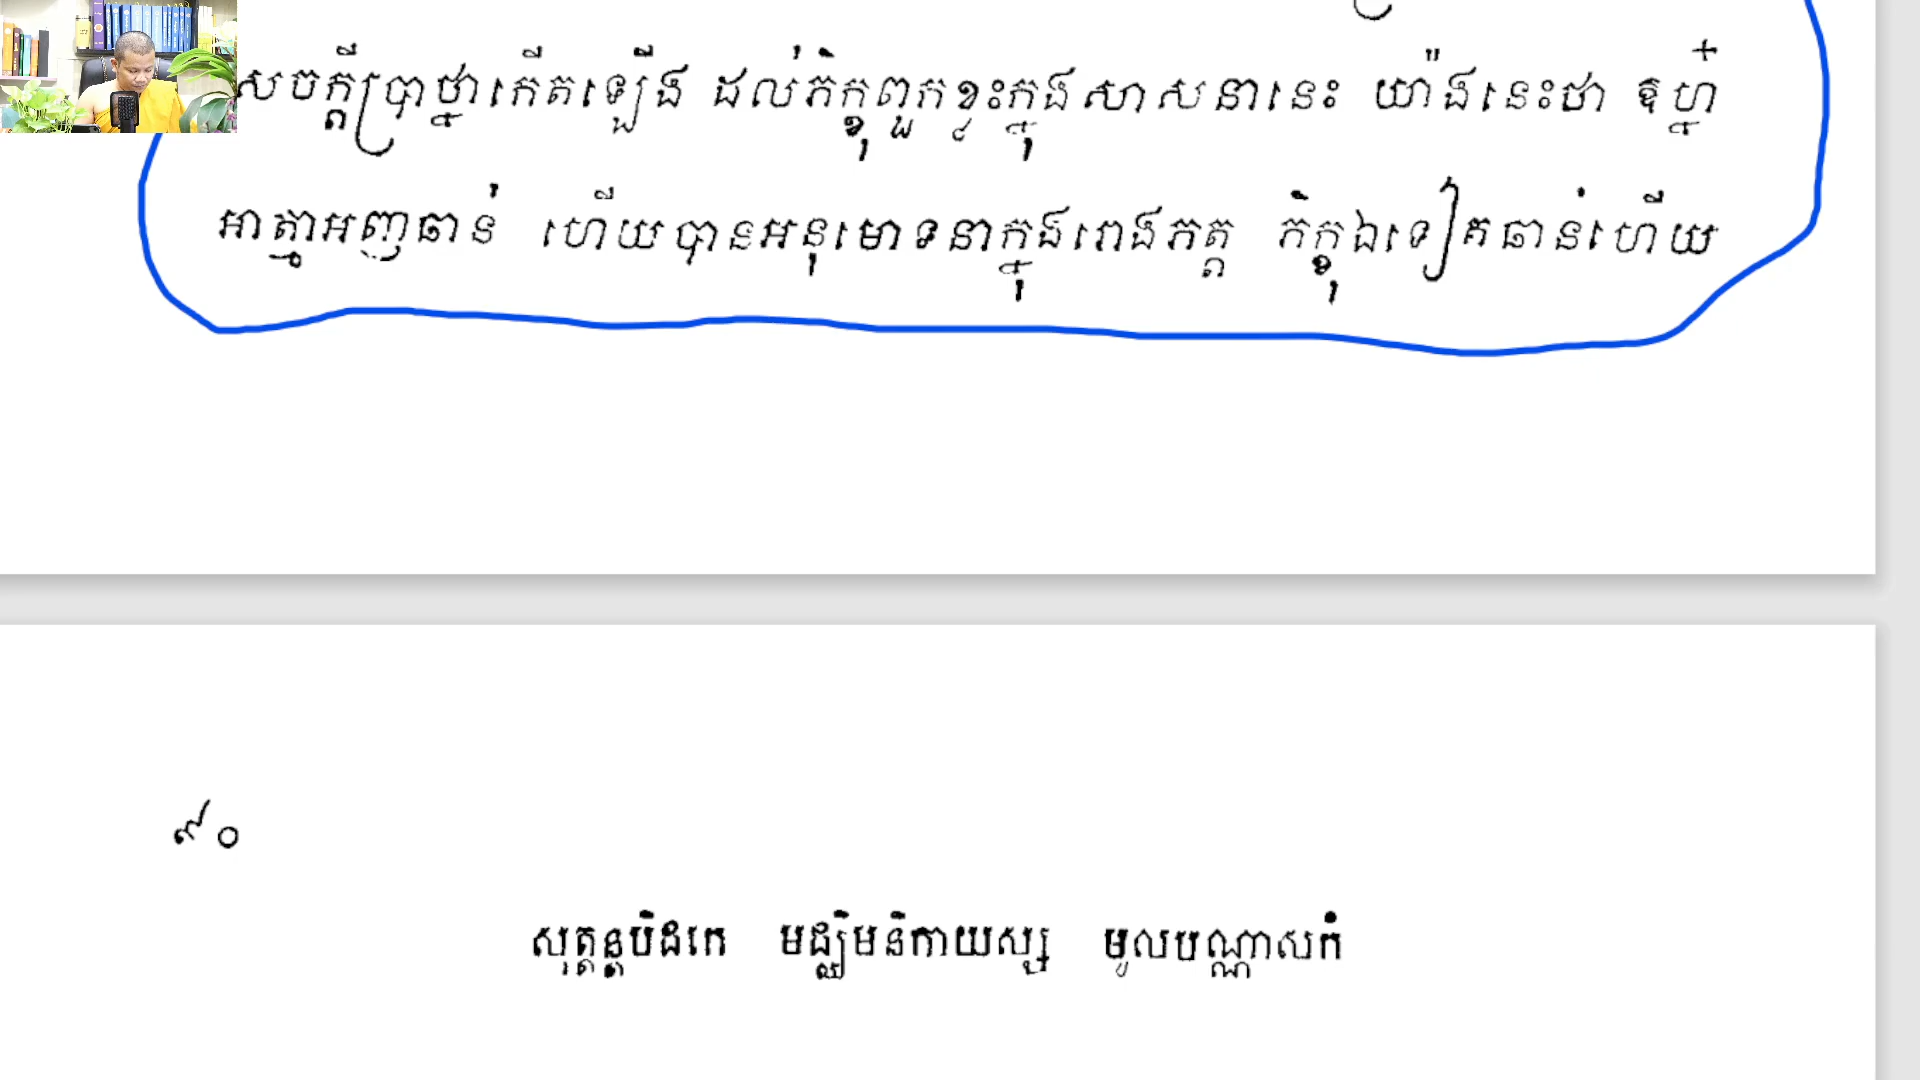 សេចក្តីប្រាថ្នាកើតឡើង ដល់ភិក្ខុពួកខ្លះក្នុងសាសនានេះ យ៉ាងនេះថា ឱហ្ន៎
អាត្មាអញឆាន់ ហើយបានអនុមោទនាក្នុងរោងភត្ត ភិក្ខុឯទៀតឆាន់ហើយ
៩០
សុត្តន្តបិដកេ មជ្ឈិមនិកាយស្ស មូលបណ្ណាសកំ